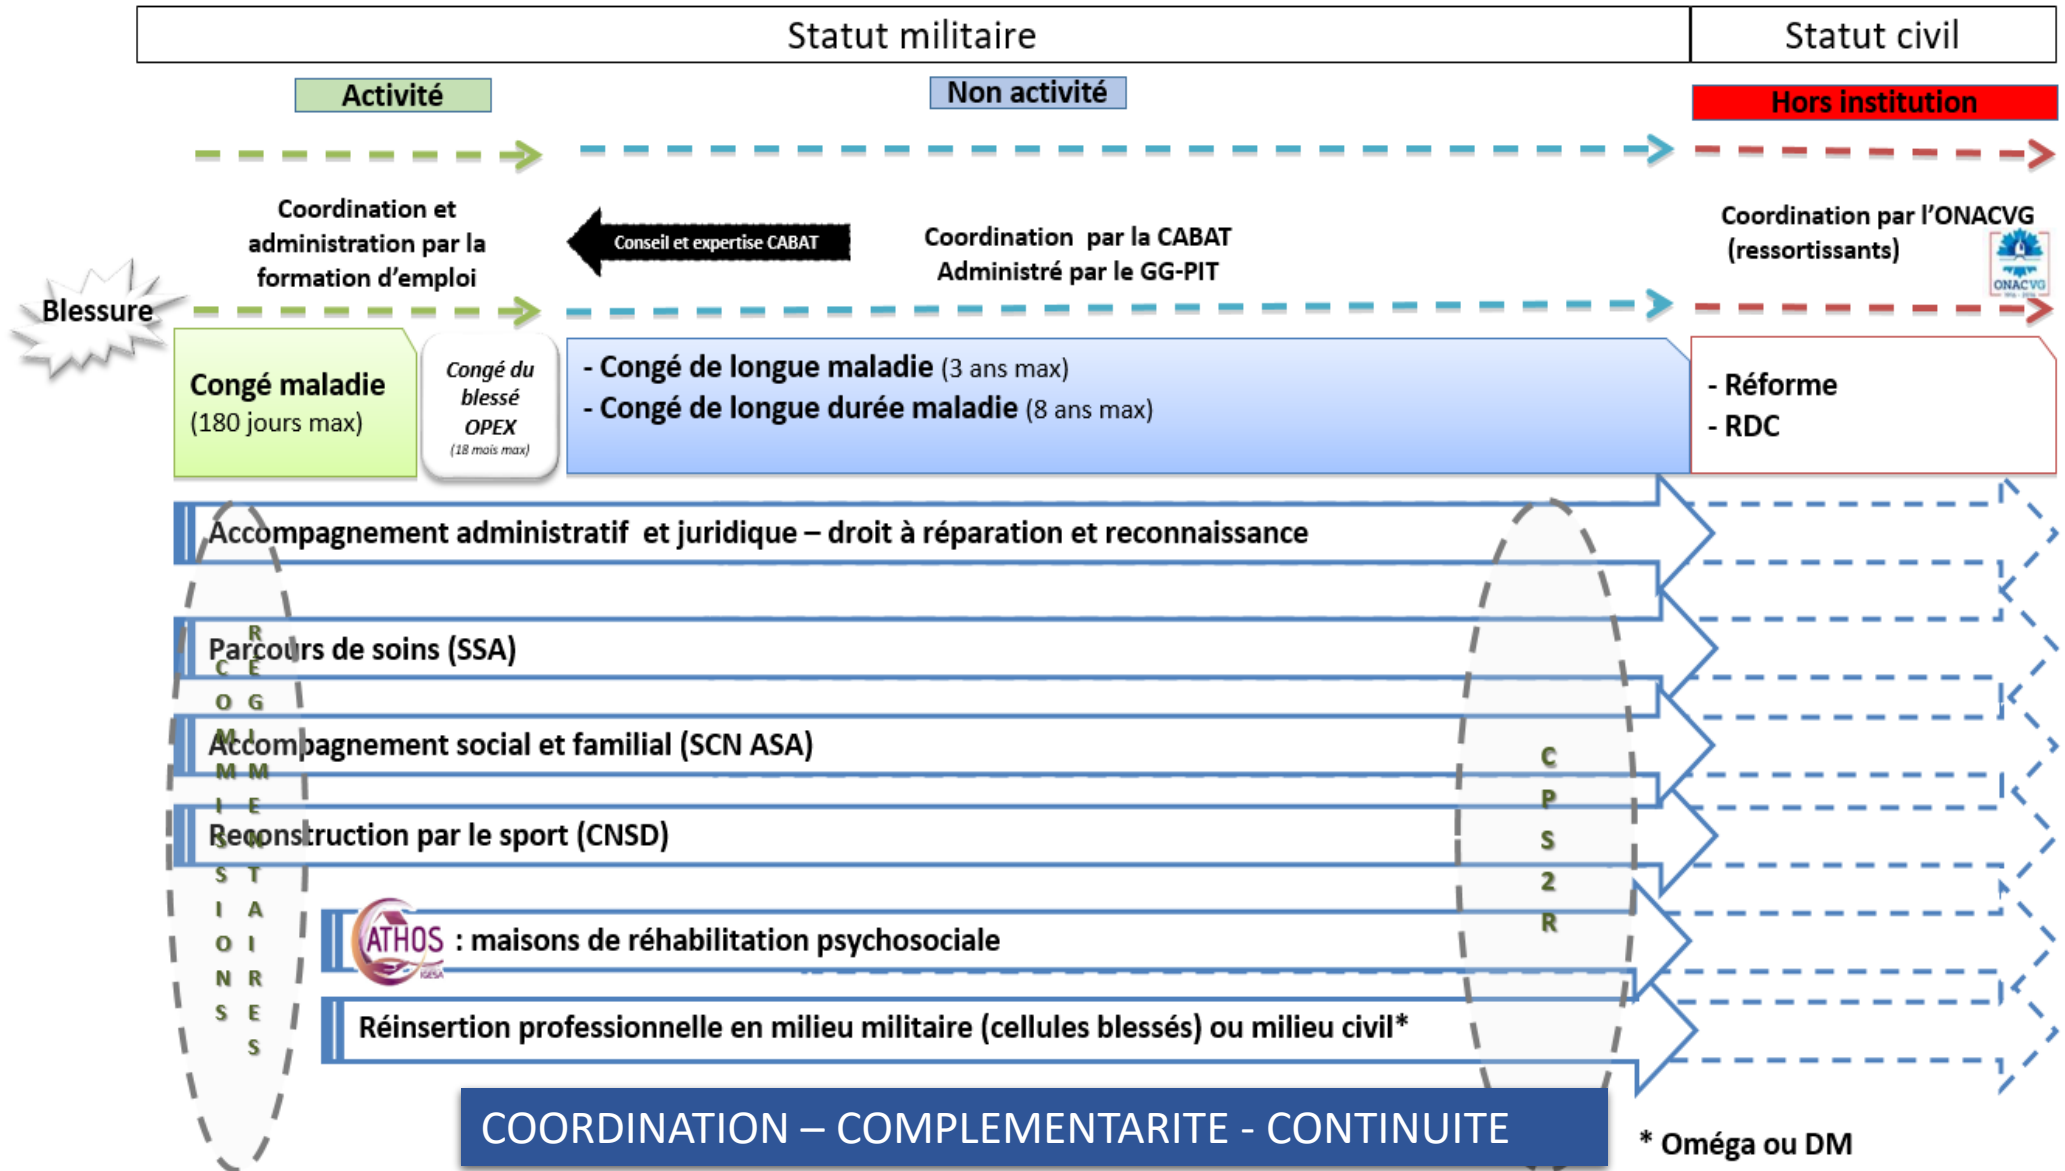 Statut militaire
Statut civil
Activité
Non activité
Hors institution
Coordination et
administration par la
formation d'emploi
Conseil et expertise CABAT
Coordination par la CABAT
Administré par le GG-PIT
Coordination par l'ONACVG
(ressortissants)
ONACVG
Blessure
Congé maladie
(180 jours max)
Congé du
blessé
OPEX
(18 mois max)
- Congé de longue maladie (3 ans max)
- Congé de longue durée maladie (8 ans max)
- Réforme
- RDC
Accompagnement administratif et juridique – droit à réparation et reconnaissance
Parcours de soins (SSA)
Accompagnement social et familial (SCN ASA)
Reconstruction par le sport (CNSD)
ATHOS
IGESA
: maisons de réhabilitation psychosociale
Réinsertion professionnelle en milieu militaire (cellules blessés) ou milieu civil*
COMMISSIONS
RÉGIMENTAIRES
CPS2R
COORDINATION – COMPLEMENTARITE - CONTINUITE
* Oméga ou DM